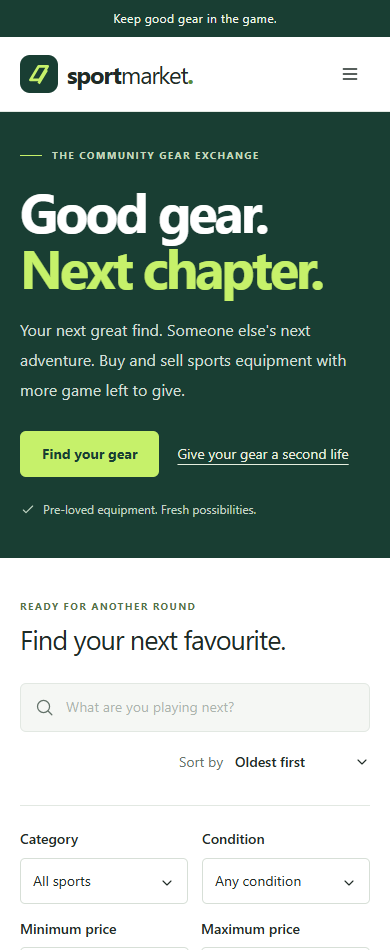 Keep good gear in the game.
sportmarket.
THE COMMUNITY GEAR EXCHANGE
Good gear.
Next chapter.
Your next great find. Someone else's next
adventure. Buy and sell sports equipment with
more game left to give.
Find your gear
Give your gear a second life
Pre-loved equipment. Fresh possibilities.
READY FOR ANOTHER ROUND
Find your next favourite.
What are you playing next?
Sort by Oldest first
Category Condition
All sports Any condition
Minimum price Maximum price